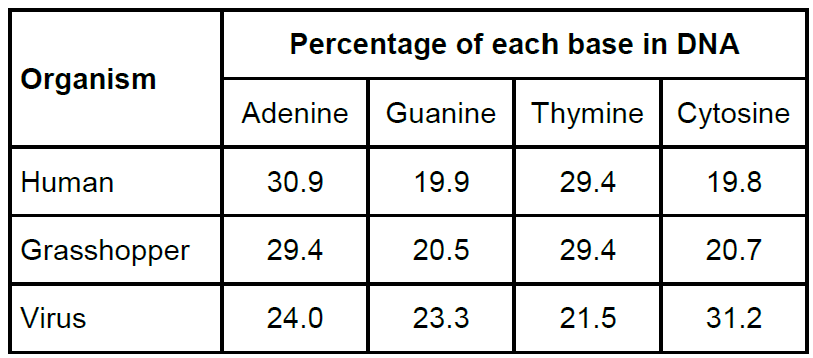 Organism
Percentage of each base in DNA
Adenine Guanine Thymine Cytosine
Human 30.9 19.9 29.4 19.8
Grasshopper 29.4 20.5 29.4 20.7
Virus 24.0 23.3 21.5 31.2